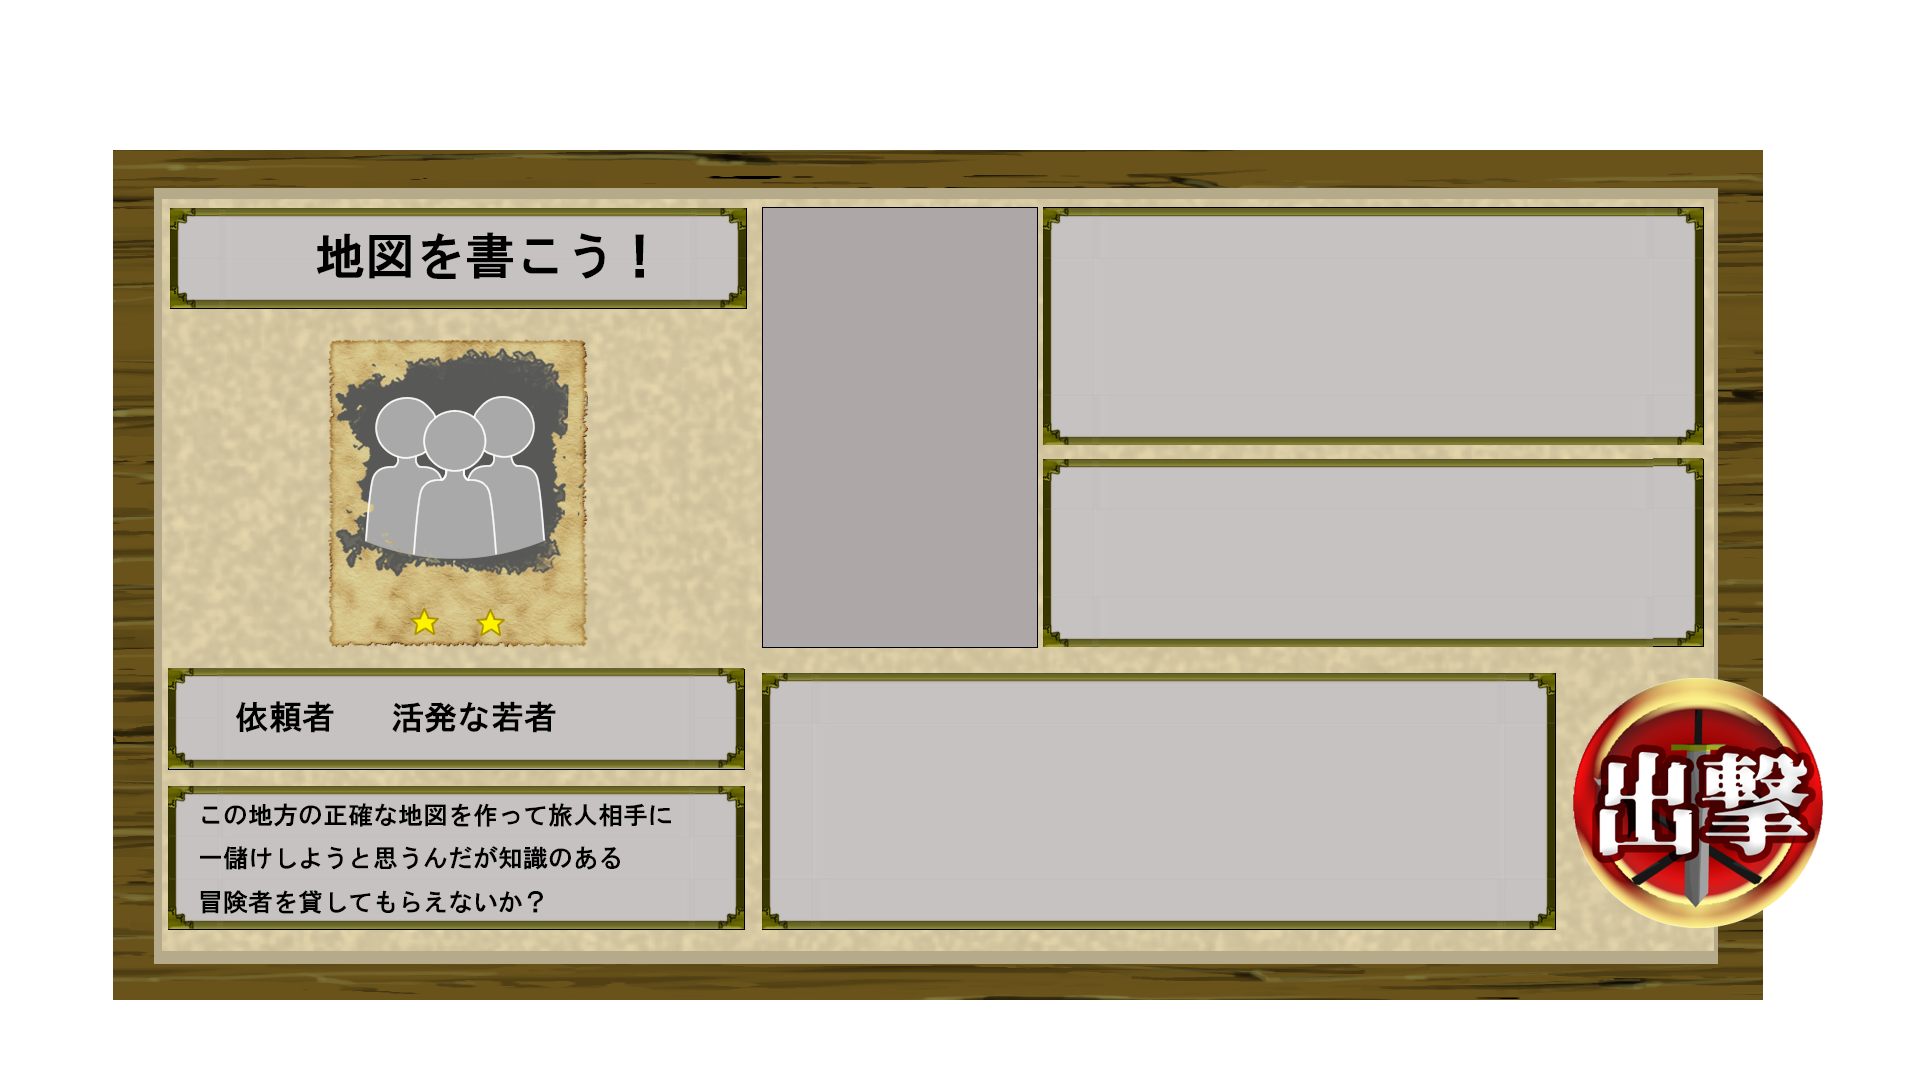 地図を書こう！
依頼者　活発な若者
この地方の正確な地図を作って旅人相手に
一儲けしようと思うんだが知識のある
冒険者を貸してもらえないか？
出撃